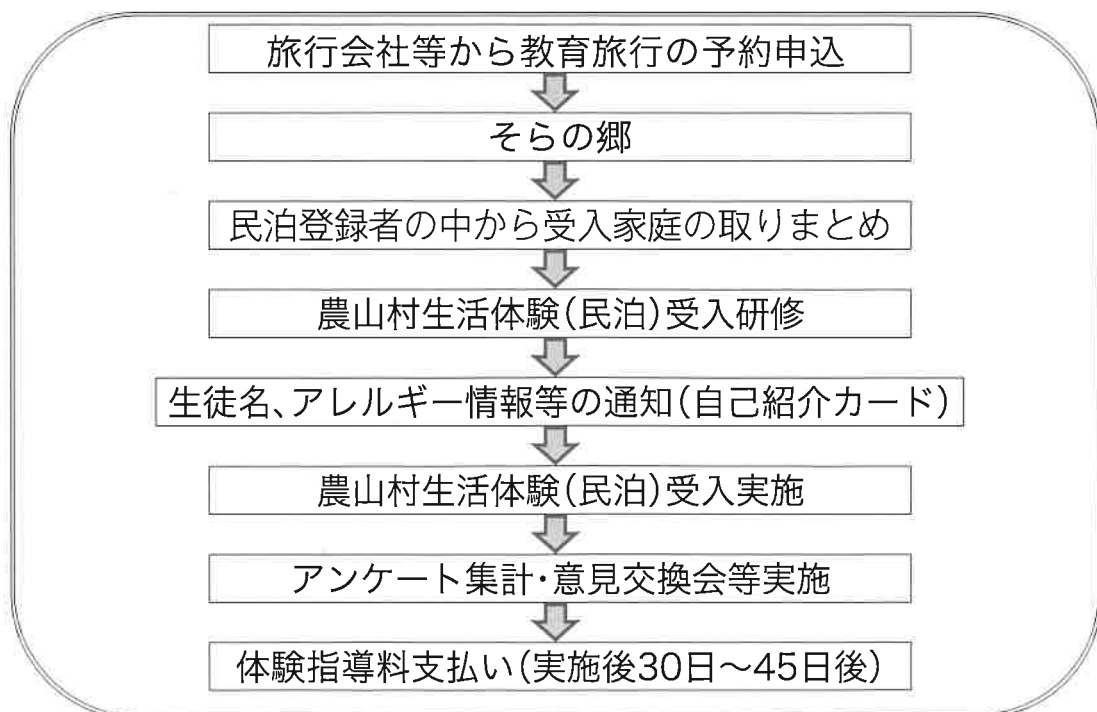 旅行会社等から教育旅行の予約申込
そらの郷
民泊登録者の中から受入家庭の取りまとめ
農山村生活体験(民泊)受入研修
生徒名、アレルギー情報等の通知(自己紹介カード)
農山村生活体験(民泊)受入実施
アンケート集計・意見交換会等実施
体験指導料支払い(実施後30日〜45日後)